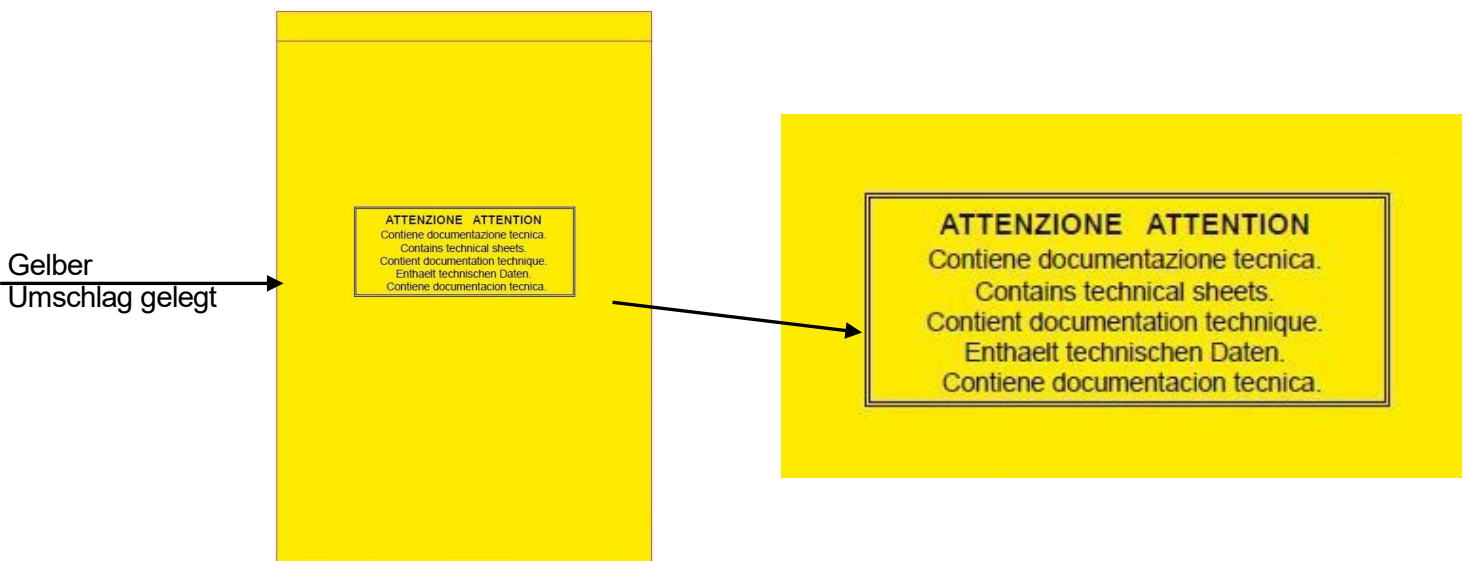 Gelber
Umschlag gelegt
ATTENZIONE ATTENTION
Contiene documentazione tecnica.
Contains technical sheets.
Contient documentation technique.
Enthaelt technischen Daten.
Contiene documentacion tecnica.
ATTENZIONE ATTENTION
Contiene documentazione tecnica.
Contains technical sheets.
Contient documentation technique.
Enthaelt technischen Daten.
Contiene documentacion tecnica.